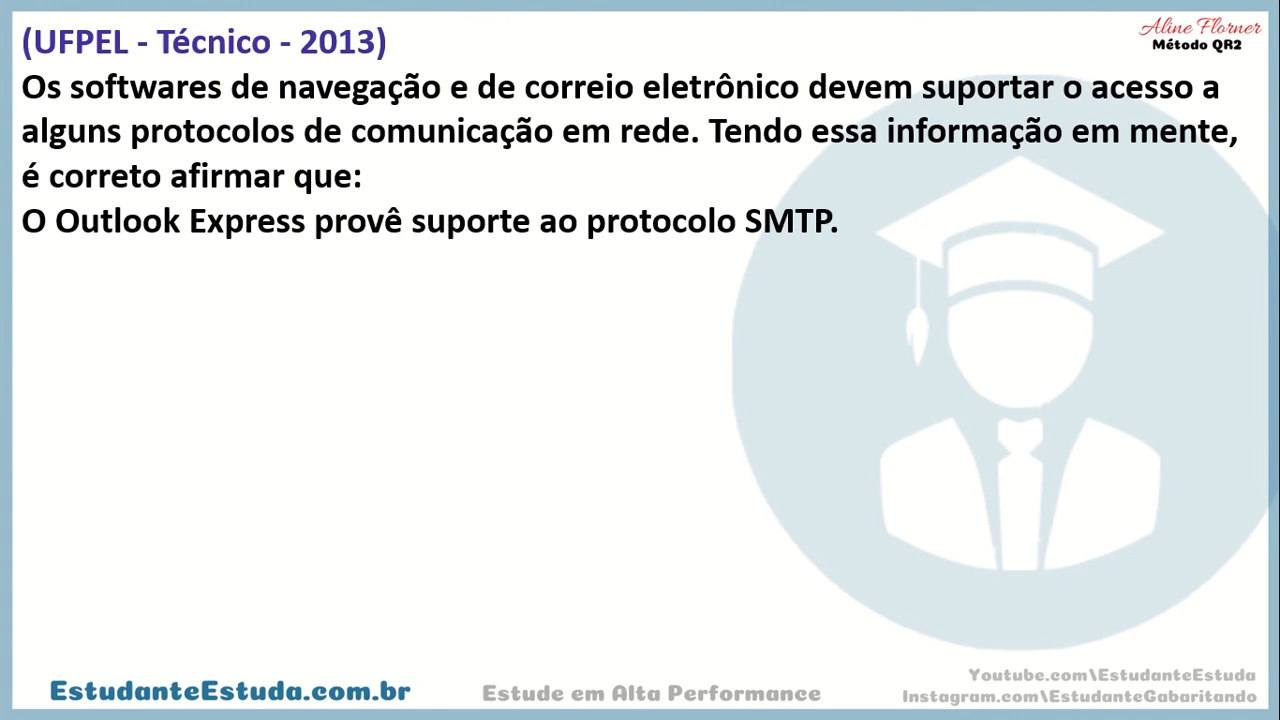 Aline Florner
Método QR2
(UFPEL - Técnico - 2013)
Os softwares de navegação e de correio eletrônico devem suportar o acesso a
alguns protocolos de comunicação em rede. Tendo essa informação em mente,
é correto afirmar que:
O Outlook Express provê suporte ao protocolo SMTP.
EstudanteEstuda.com.br
Estude em Alta Performance
Youtube.com\EstudanteEstuda
Instagram.com\EstudanteGabaritando